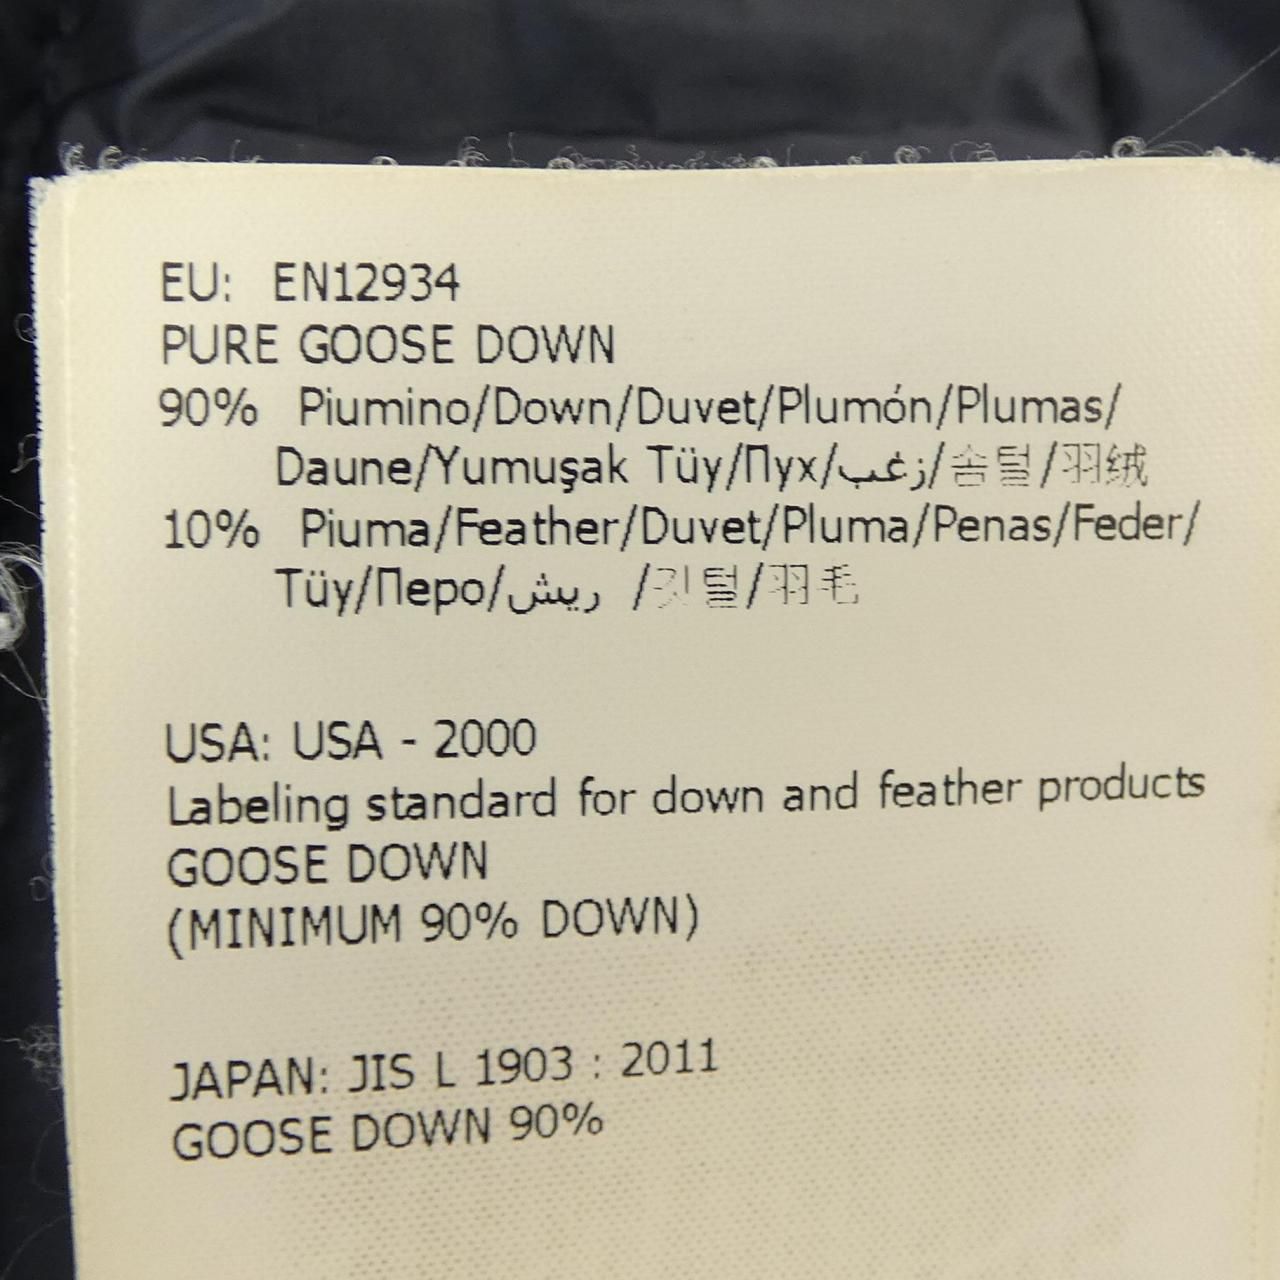 EU: EN12934
PURE GOOSE DOWN
90% Piumino/Down/Duvet/Plumón/Plumas/
Daune/Yumuşak Tüy/Пух/زغب/솜털/羽绒
10% Piuma/Feather/Duvet/Pluma/Penas/Feder/
Tüy/Перо/ريش /깃털/羽毛
USA: USA - 2000
Labeling standard for down and feather products
GOOSE DOWN
(MINIMUM 90% DOWN)
JAPAN: JIS L 1903 : 2011
GOOSE DOWN 90%